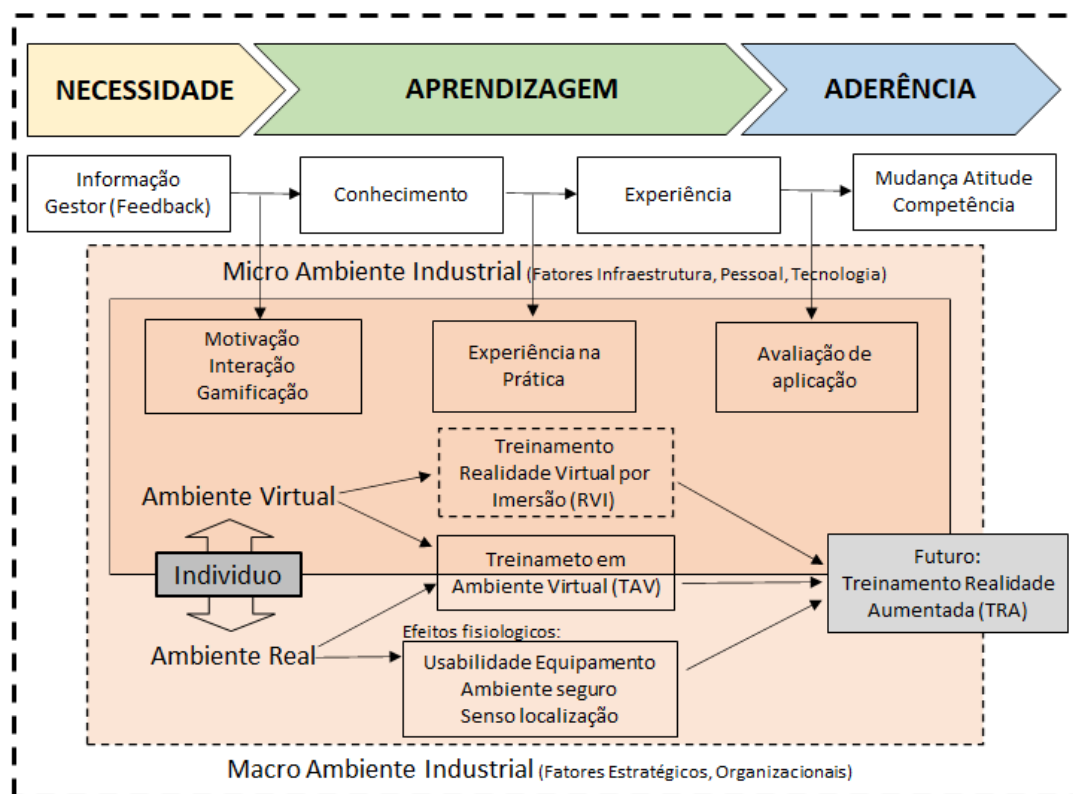 NECESSIDADE
APRENDIZAGEM
ADERÊNCIA
Informação
Gestor (Feedback)
Conhecimento
Experiência
Mudança Atitude
Competência
Micro Ambiente Industrial (Fatores Infraestrutura, Pessoal, Tecnologia)
Motivação
Interação
Gamificação
Experiência na
Prática
Avaliação de
aplicação
Treinamento
Realidade Virtual por
Imersão (RVI)
Ambiente Virtual
Individuo
Treinameto em
Ambiente Virtual (TAV)
Futuro:
Treinamento Realidade
Aumentada (TRA)
Ambiente Real
Efeitos fisiologicos:
Usabilidade Equipamento
Ambiente seguro
Senso localização
Macro Ambiente Industrial (Fatores Estratégicos, Organizacionais)